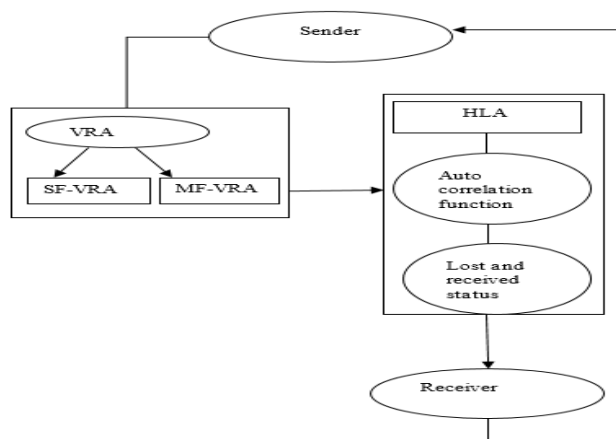 Sender
VRA
SF-VRA
MF-VRA
HLA
Auto
correlation
function
Lost and
received
status
Receiver